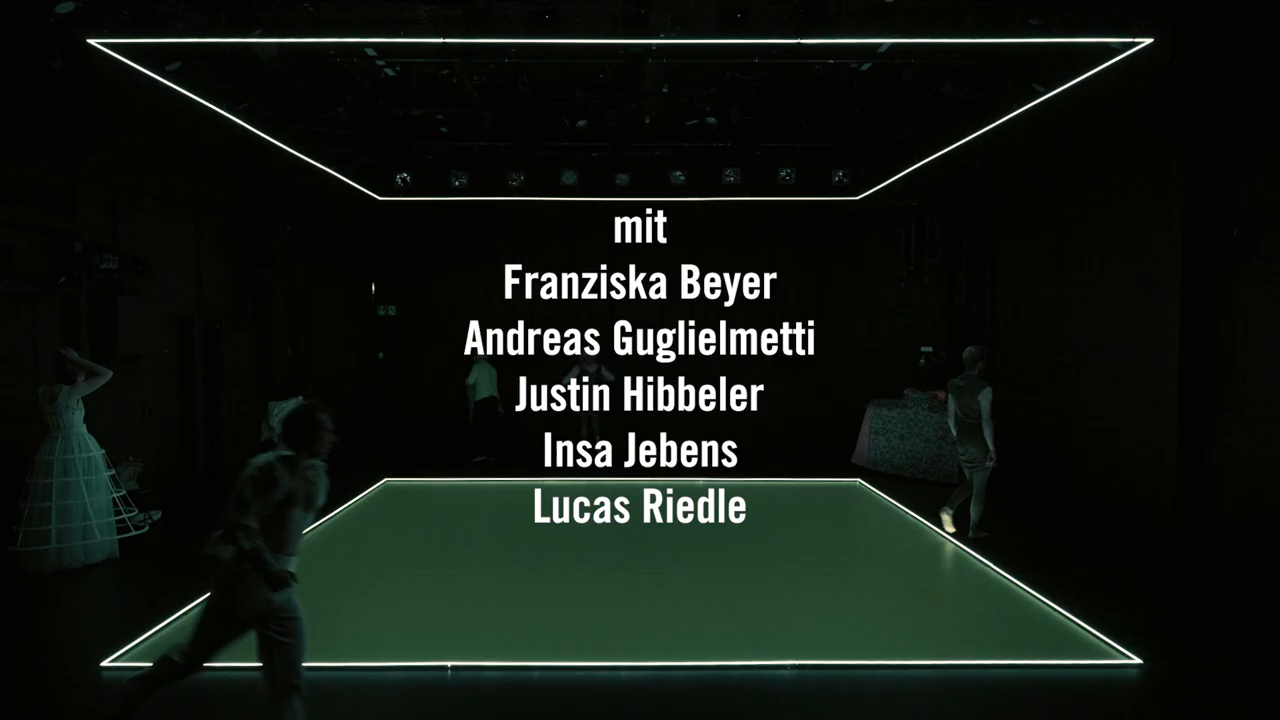 mit
Franziska Beyer
Andreas Guglielmetti
Justin Hibbeler
Insa Jebens
Lucas Riedle